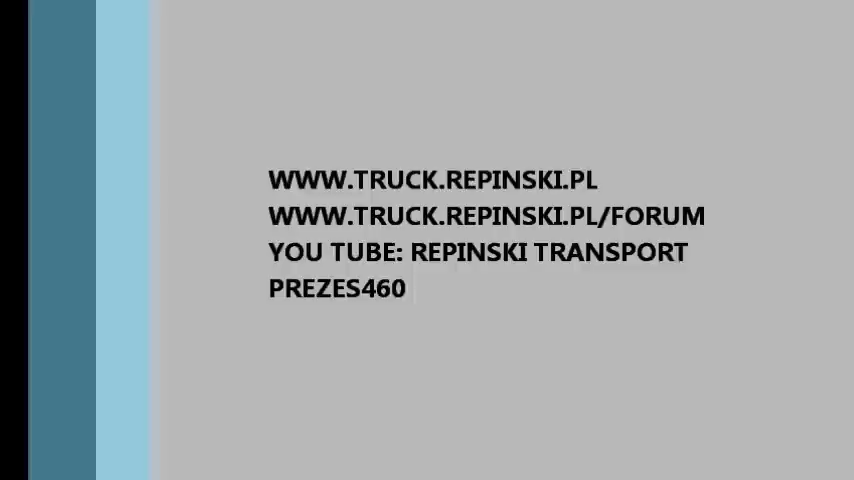 WWW.TRUCK.REPINSKI.PL
WWW.TRUCK.REPINSKI.PL/FORUM
YOU TUBE: REPINSKI TRANSPORT
PREZES460